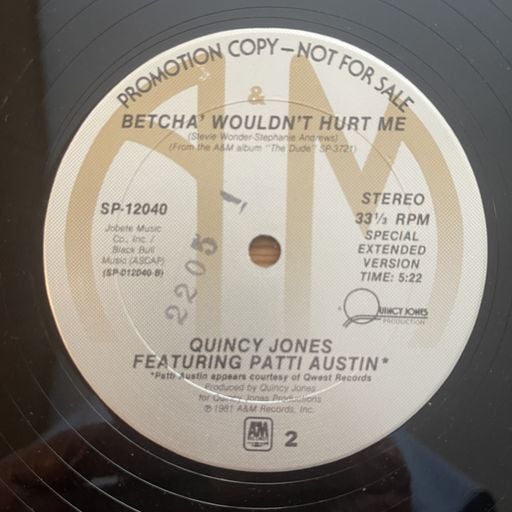 PROMOTION COPY—NOT FOR SALE
&
BETCHA' WOULDN'T HURT ME
(Stevie Wonder-Stephanie Andrews)
(From the A&M album "The Dude" SP-3721)
SP-12040
Jobete Music
Co., Inc. /
Black Bull
Music (ASCAP)
(SP-012040-B)
STEREO
33⅓ RPM
SPECIAL
EXTENDED
VERSION
TIME: 5:22
2205
QUINCY JONES
PRODUCTION
QUINCY JONES
FEATURING PATTI AUSTIN*
*Patti Austin appears courtesy of Qwest Records
Produced by Quincy Jones
for Quincy Jones Productions
℗ 1981 A&M Records, Inc.
A&M
2